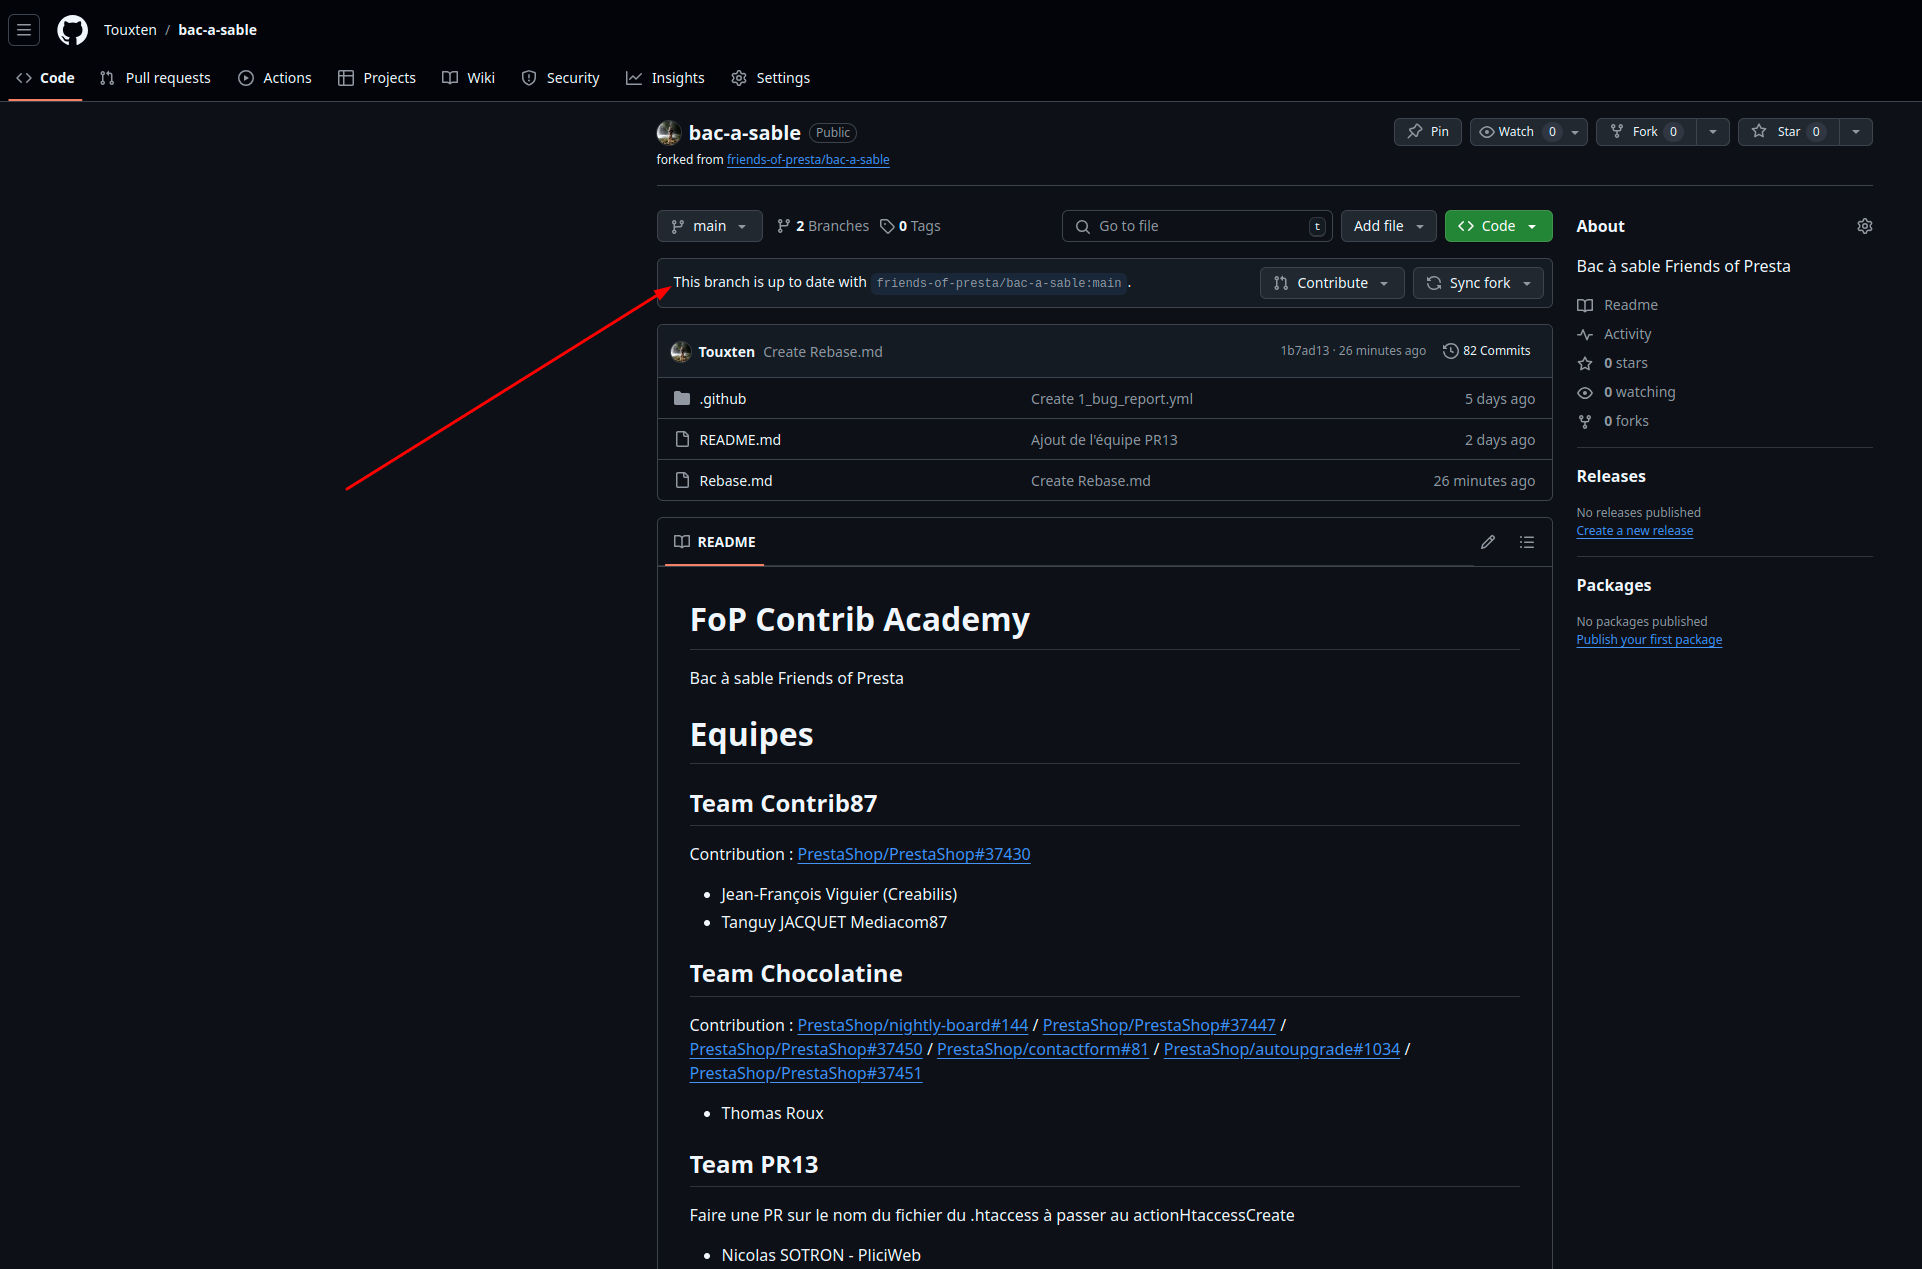 Touxten / bac-a-sable
Code Pull requests Actions Projects Wiki Security Insights Settings
bac-a-sable Public
Pin Watch 0 Fork 0 Star 0
forked from friends-of-presta/bac-a-sable
main 2 Branches 0 Tags Go to file t Add file Code
This branch is up to date with friends-of-presta/bac-a-sable:main .
Contribute Sync fork
Touxten Create Rebase.md 1b7ad13 · 26 minutes ago 82 Commits
.github Create 1_bug_report.yml 5 days ago
README.md Ajout de l'équipe PR13 2 days ago
Rebase.md Create Rebase.md 26 minutes ago
README
FoP Contrib Academy
Bac à sable Friends of Presta
Equipes
Team Contrib87
Contribution : PrestaShop/PrestaShop#37430
• Jean-François Viguier (Creabilis)
• Tanguy JACQUET Mediacom87
Team Chocolatine
Contribution : PrestaShop/nightly-board#144 / PrestaShop/PrestaShop#37447 /
PrestaShop/PrestaShop#37450 / PrestaShop/contactform#81 / PrestaShop/autoupgrade#1034 /
PrestaShop/PrestaShop#37451
• Thomas Roux
Team PR13
Faire une PR sur le nom du fichier du .htaccess à passer au actionHtaccessCreate
• Nicolas SOTRON - PliciWeb
About
Bac à sable Friends of Presta
Readme
Activity
0 stars
0 watching
0 forks
Releases
No releases published
Create a new release
Packages
No packages published
Publish your first package